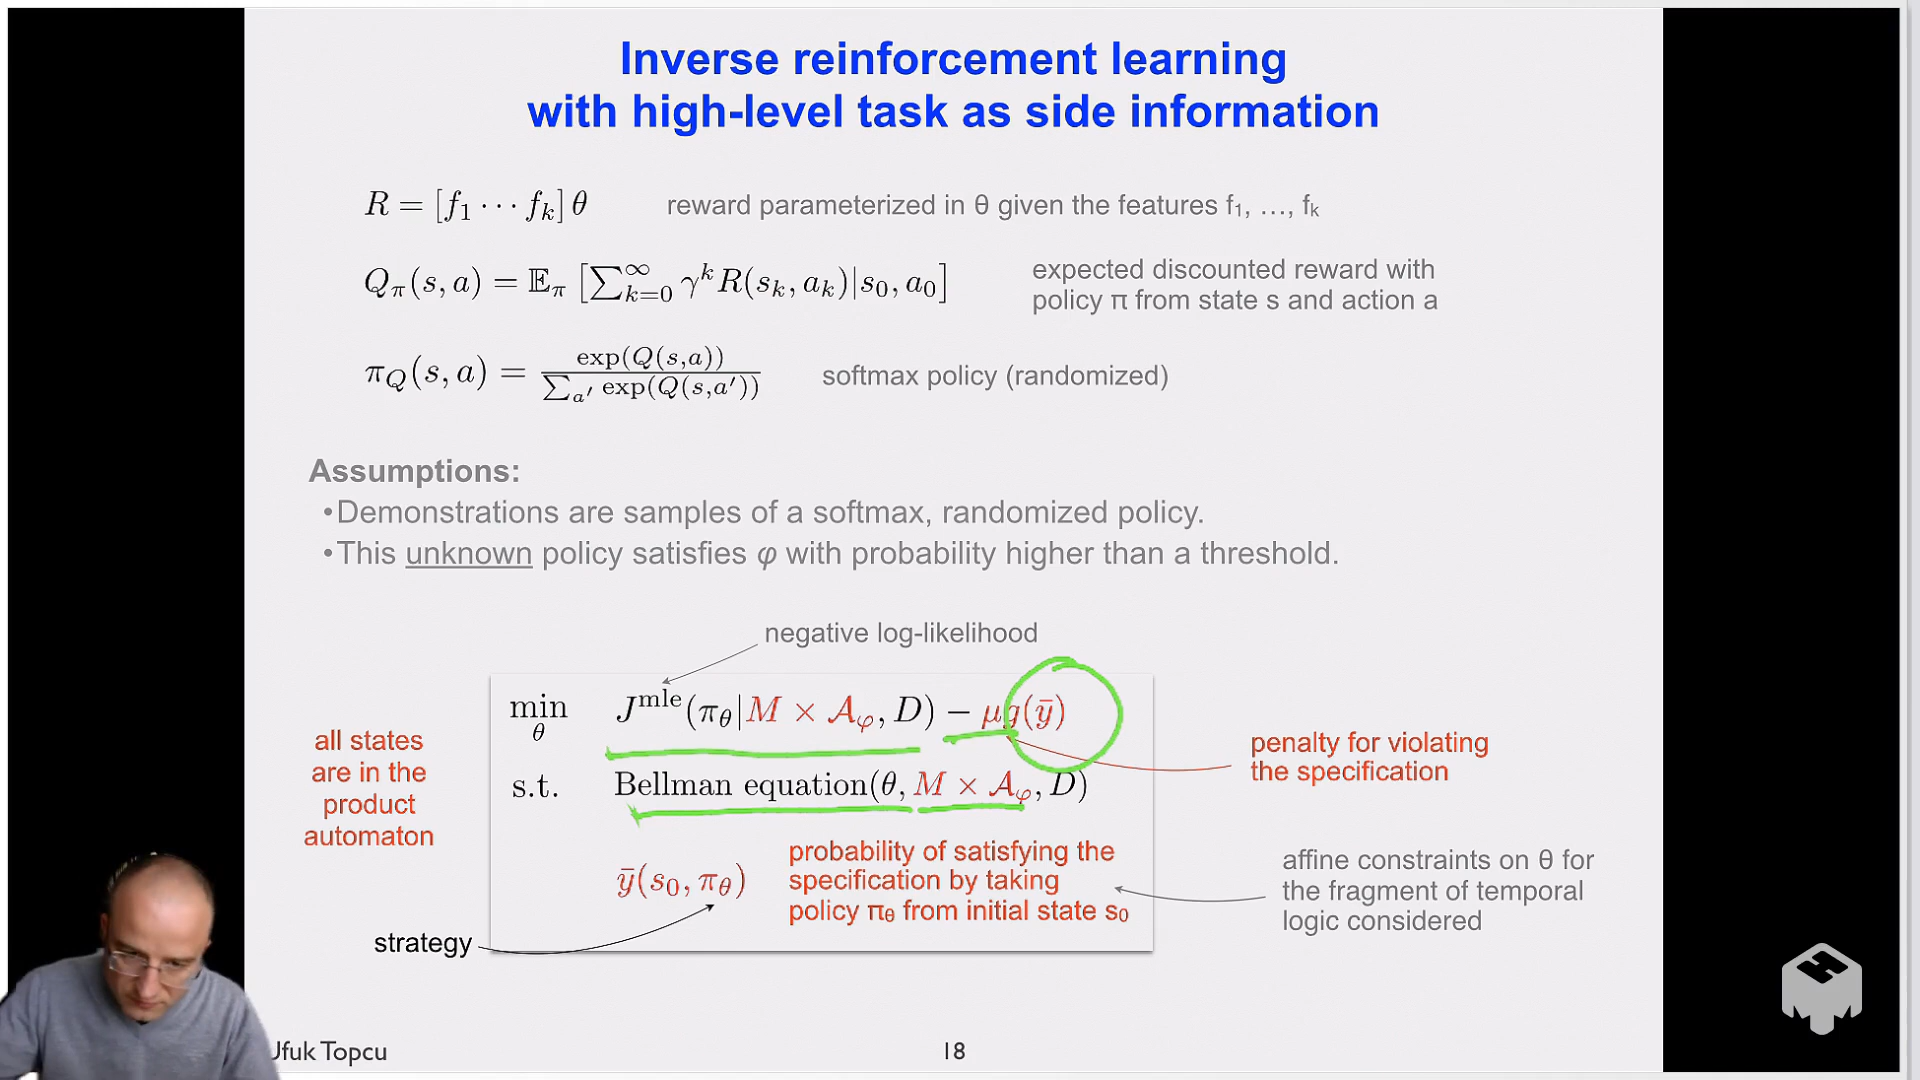 Inverse reinforcement learning
with high-level task as side information
R = [f₁ ··· fₖ] θ
reward parameterized in θ given the features f₁, …, fₖ
Q_π(s, a) = 𝔼_π [∑_{k=0}^{∞} γ^k R(s_k, a_k)|s₀, a₀]
expected discounted reward with
policy π from state s and action a
π_Q(s, a) = exp(Q(s,a)) / ∑_{a′} exp(Q(s,a′))
softmax policy (randomized)
Assumptions:
•Demonstrations are samples of a softmax, randomized policy.
•This unknown policy satisfies φ with probability higher than a threshold.
negative log-likelihood
min_θ J^mle(π_θ|M × 𝒜_φ, D) − μg(ȳ)
s.t. Bellman equation(θ, M × 𝒜_φ, D)
ȳ(s₀, π_θ)
probability of satisfying the
specification by taking
policy π_θ from initial state s₀
all states
are in the
product
automaton
penalty for violating
the specification
affine constraints on θ for
the fragment of temporal
logic considered
strategy
Ufuk Topcu
18